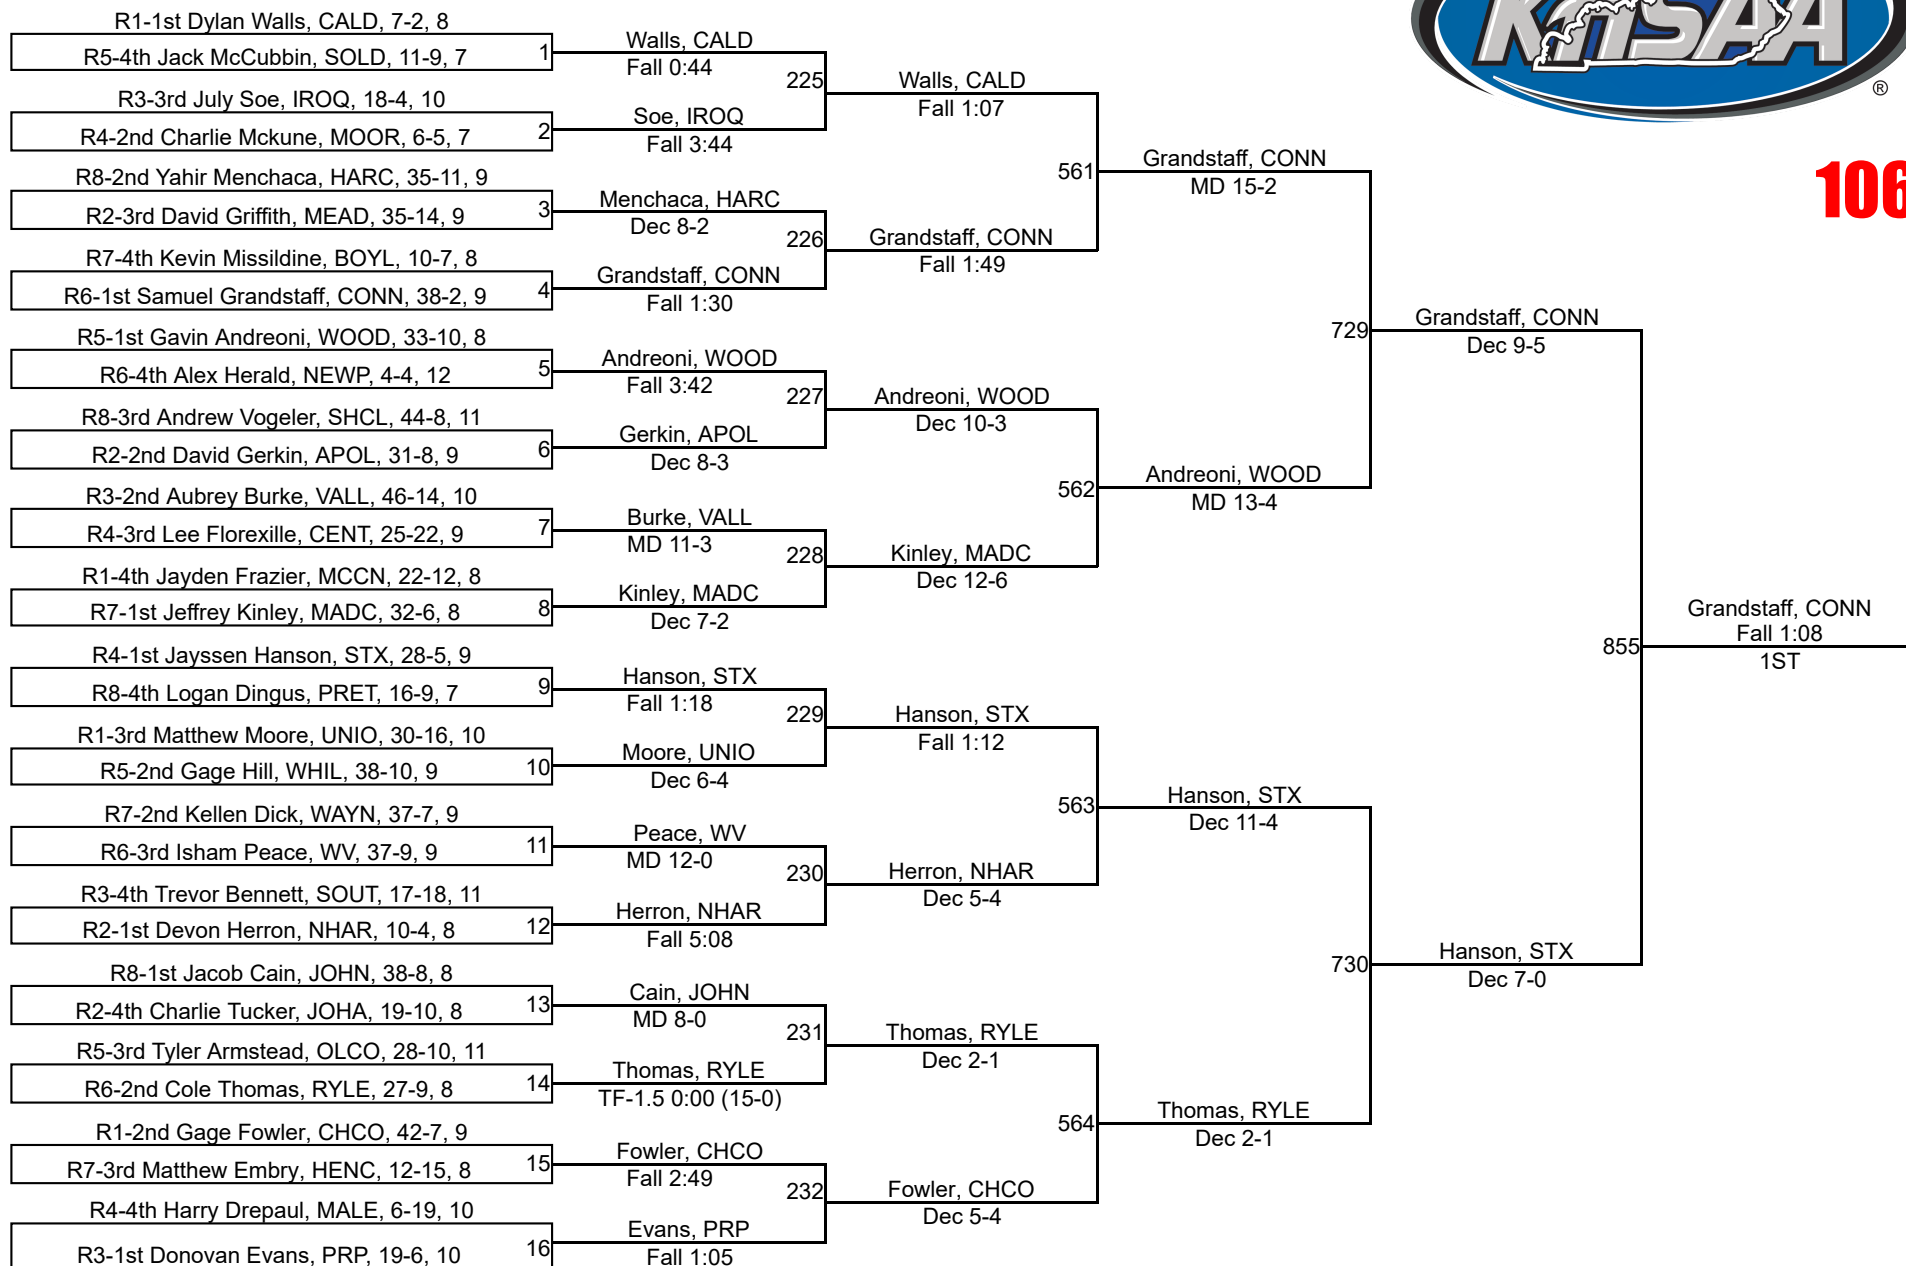 KHSAA
®
106
R1-1st Dylan Walls, CALD, 7-2, 8
R5-4th Jack McCubbin, SOLD, 11-9, 7
1
R3-3rd July Soe, IROQ, 18-4, 10
R4-2nd Charlie Mckune, MOOR, 6-5, 7
2
R8-2nd Yahir Menchaca, HARC, 35-11, 9
R2-3rd David Griffith, MEAD, 35-14, 9
3
R7-4th Kevin Missildine, BOYL, 10-7, 8
R6-1st Samuel Grandstaff, CONN, 38-2, 9
4
R5-1st Gavin Andreoni, WOOD, 33-10, 8
R6-4th Alex Herald, NEWP, 4-4, 12
5
R8-3rd Andrew Vogeler, SHCL, 44-8, 11
R2-2nd David Gerkin, APOL, 31-8, 9
6
R3-2nd Aubrey Burke, VALL, 46-14, 10
R4-3rd Lee Florexille, CENT, 25-22, 9
7
R1-4th Jayden Frazier, MCCN, 22-12, 8
R7-1st Jeffrey Kinley, MADC, 32-6, 8
8
R4-1st Jayssen Hanson, STX, 28-5, 9
R8-4th Logan Dingus, PRET, 16-9, 7
9
R1-3rd Matthew Moore, UNIO, 30-16, 10
R5-2nd Gage Hill, WHIL, 38-10, 9
10
R7-2nd Kellen Dick, WAYN, 37-7, 9
R6-3rd Isham Peace, WV, 37-9, 9
11
R3-4th Trevor Bennett, SOUT, 17-18, 11
R2-1st Devon Herron, NHAR, 10-4, 8
12
R8-1st Jacob Cain, JOHN, 38-8, 8
R2-4th Charlie Tucker, JOHA, 19-10, 8
13
R5-3rd Tyler Armstead, OLCO, 28-10, 11
R6-2nd Cole Thomas, RYLE, 27-9, 8
14
R1-2nd Gage Fowler, CHCO, 42-7, 9
R7-3rd Matthew Embry, HENC, 12-15, 8
15
R4-4th Harry Drepaul, MALE, 6-19, 10
R3-1st Donovan Evans, PRP, 19-6, 10
16
Walls, CALD
Fall 0:44
225
Soe, IROQ
Fall 3:44
Menchaca, HARC
Dec 8-2
226
Grandstaff, CONN
Fall 1:30
Andreoni, WOOD
Fall 3:42
227
Gerkin, APOL
Dec 8-3
Burke, VALL
MD 11-3
228
Kinley, MADC
Dec 7-2
Hanson, STX
Fall 1:18
229
Moore, UNIO
Dec 6-4
Peace, WV
MD 12-0
230
Herron, NHAR
Fall 5:08
Cain, JOHN
MD 8-0
231
Thomas, RYLE
TF-1.5 0:00 (15-0)
Fowler, CHCO
Fall 2:49
232
Evans, PRP
Fall 1:05
Walls, CALD
Fall 1:07
561
Grandstaff, CONN
Fall 1:49
Andreoni, WOOD
Dec 10-3
562
Kinley, MADC
Dec 12-6
Hanson, STX
Fall 1:12
563
Herron, NHAR
Dec 5-4
Thomas, RYLE
Dec 2-1
564
Fowler, CHCO
Dec 5-4
Grandstaff, CONN
MD 15-2
729
Andreoni, WOOD
MD 13-4
Hanson, STX
Dec 11-4
730
Thomas, RYLE
Dec 2-1
Grandstaff, CONN
Dec 9-5
855
Hanson, STX
Dec 7-0
Grandstaff, CONN
Fall 1:08
1ST